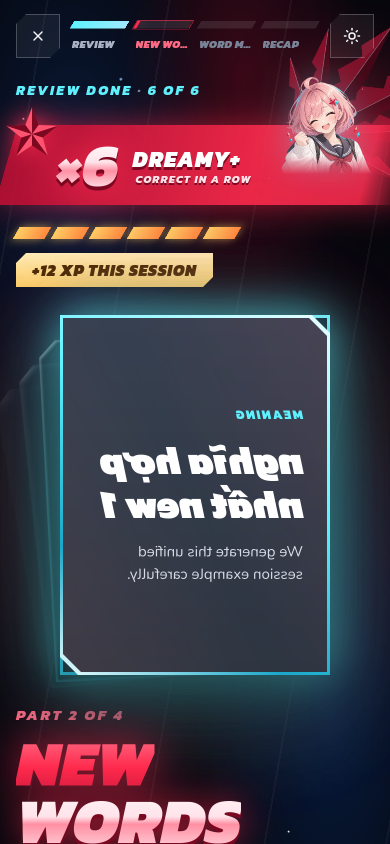 REVIEW
NEW WO...
WORD M...
RECAP
REVIEW DONE · 6 OF 6
×6 DREAMY+
CORRECT IN A ROW
+12 XP THIS SESSION
MEANING
nghĩa hợp
nhất new 1
We generate this unified
session example carefully.
PART 2 OF 4
NEW
WORDS